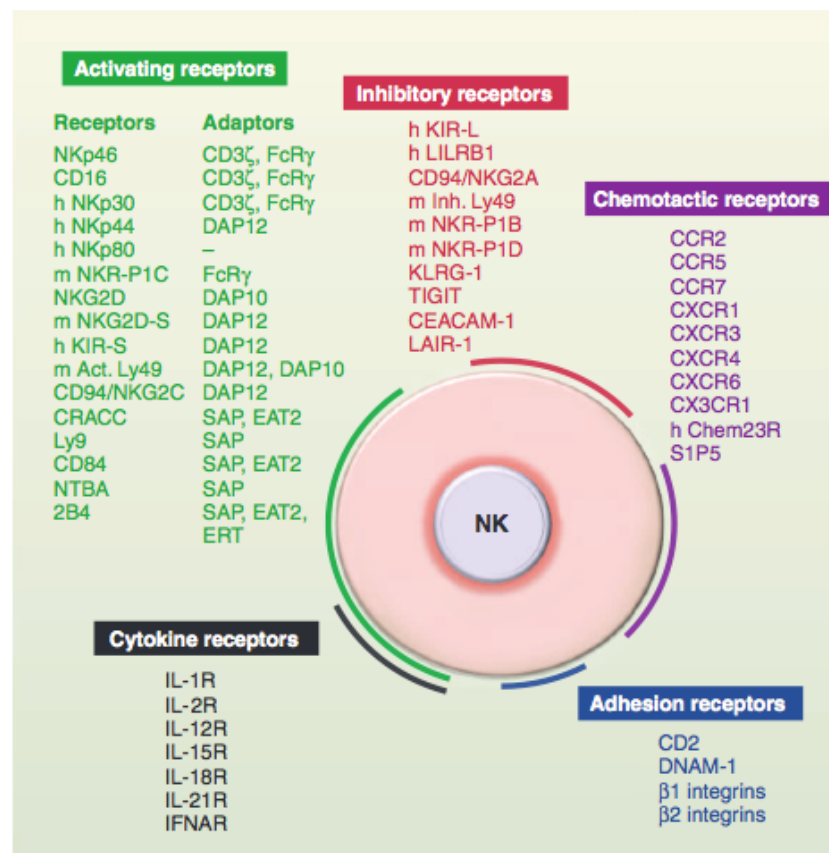 Activating receptors
Receptors Adaptors
NKp46 CD3ζ, FcRγ
CD16 CD3ζ, FcRγ
h NKp30 CD3ζ, FcRγ
h NKp44 DAP12
h NKp80 –
m NKR-P1C FcRγ
NKG2D DAP10
m NKG2D-S DAP12
h KIR-S DAP12
m Act. Ly49 DAP12, DAP10
CD94/NKG2C DAP12
CRACC SAP, EAT2
Ly9 SAP
CD84 SAP, EAT2
NTBA SAP
2B4 SAP, EAT2,
ERT
Inhibitory receptors
h KIR-L
h LILRB1
CD94/NKG2A
m Inh. Ly49
m NKR-P1B
m NKR-P1D
KLRG-1
TIGIT
CEACAM-1
LAIR-1
Chemotactic receptors
CCR2
CCR5
CCR7
CXCR1
CXCR3
CXCR4
CXCR6
CX3CR1
h Chem23R
S1P5
NK
Cytokine receptors
IL-1R
IL-2R
IL-12R
IL-15R
IL-18R
IL-21R
IFNAR
Adhesion receptors
CD2
DNAM-1
β1 integrins
β2 integrins